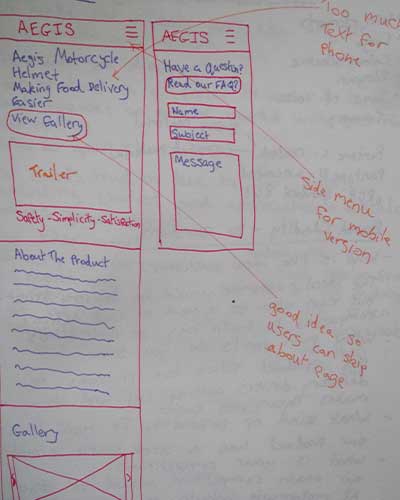 AEGIS
Aegis Motorcycle
Helmet
Making Food Delivery
Easier
View Gallery
Trailer
Safety - Simplicity - Satisfaction
About The Product
Gallery
AEGIS
Have a Question?
Read our FAQ?
Name
Subject
Message
Too much
Text for
Phone
Side menu
for mobile
version
good idea so
users can skip
about page